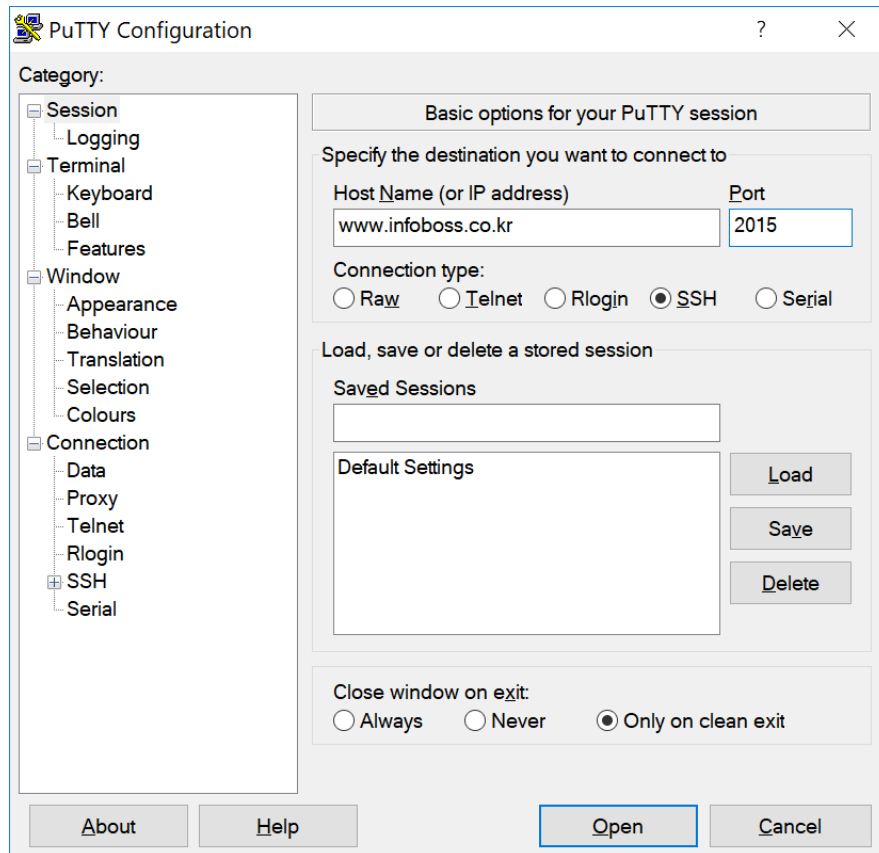 PuTTY Configuration
?
Category:
Session
Logging
Terminal
Keyboard
Bell
Features
Window
Appearance
Behaviour
Translation
Selection
Colours
Connection
Data
Proxy
Telnet
Rlogin
SSH
Serial
Basic options for your PuTTY session
Specify the destination you want to connect to
Host Name (or IP address) Port
www.infoboss.co.kr 2015
Connection type:
Raw Telnet Rlogin SSH Serial
Load, save or delete a stored session
Saved Sessions
Default Settings
Load
Save
Delete
Close window on exit:
Always Never Only on clean exit
About Help Open Cancel